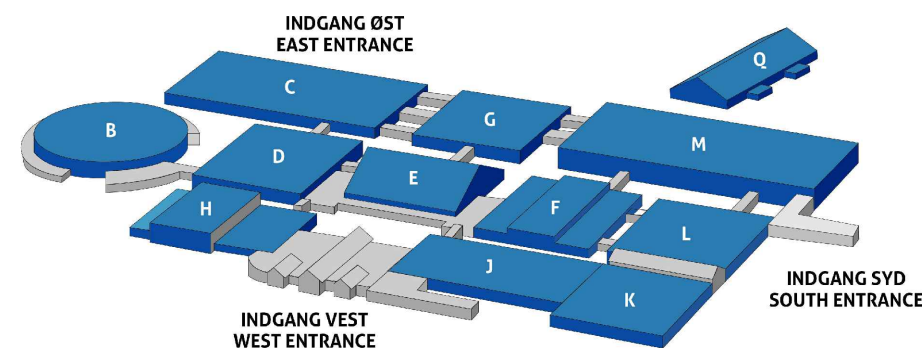 INDGANG ØST
EAST ENTRANCE
Q
C
G
B
M
D
E
H
F
L
J
K
INDGANG SYD
SOUTH ENTRANCE
INDGANG VEST
WEST ENTRANCE